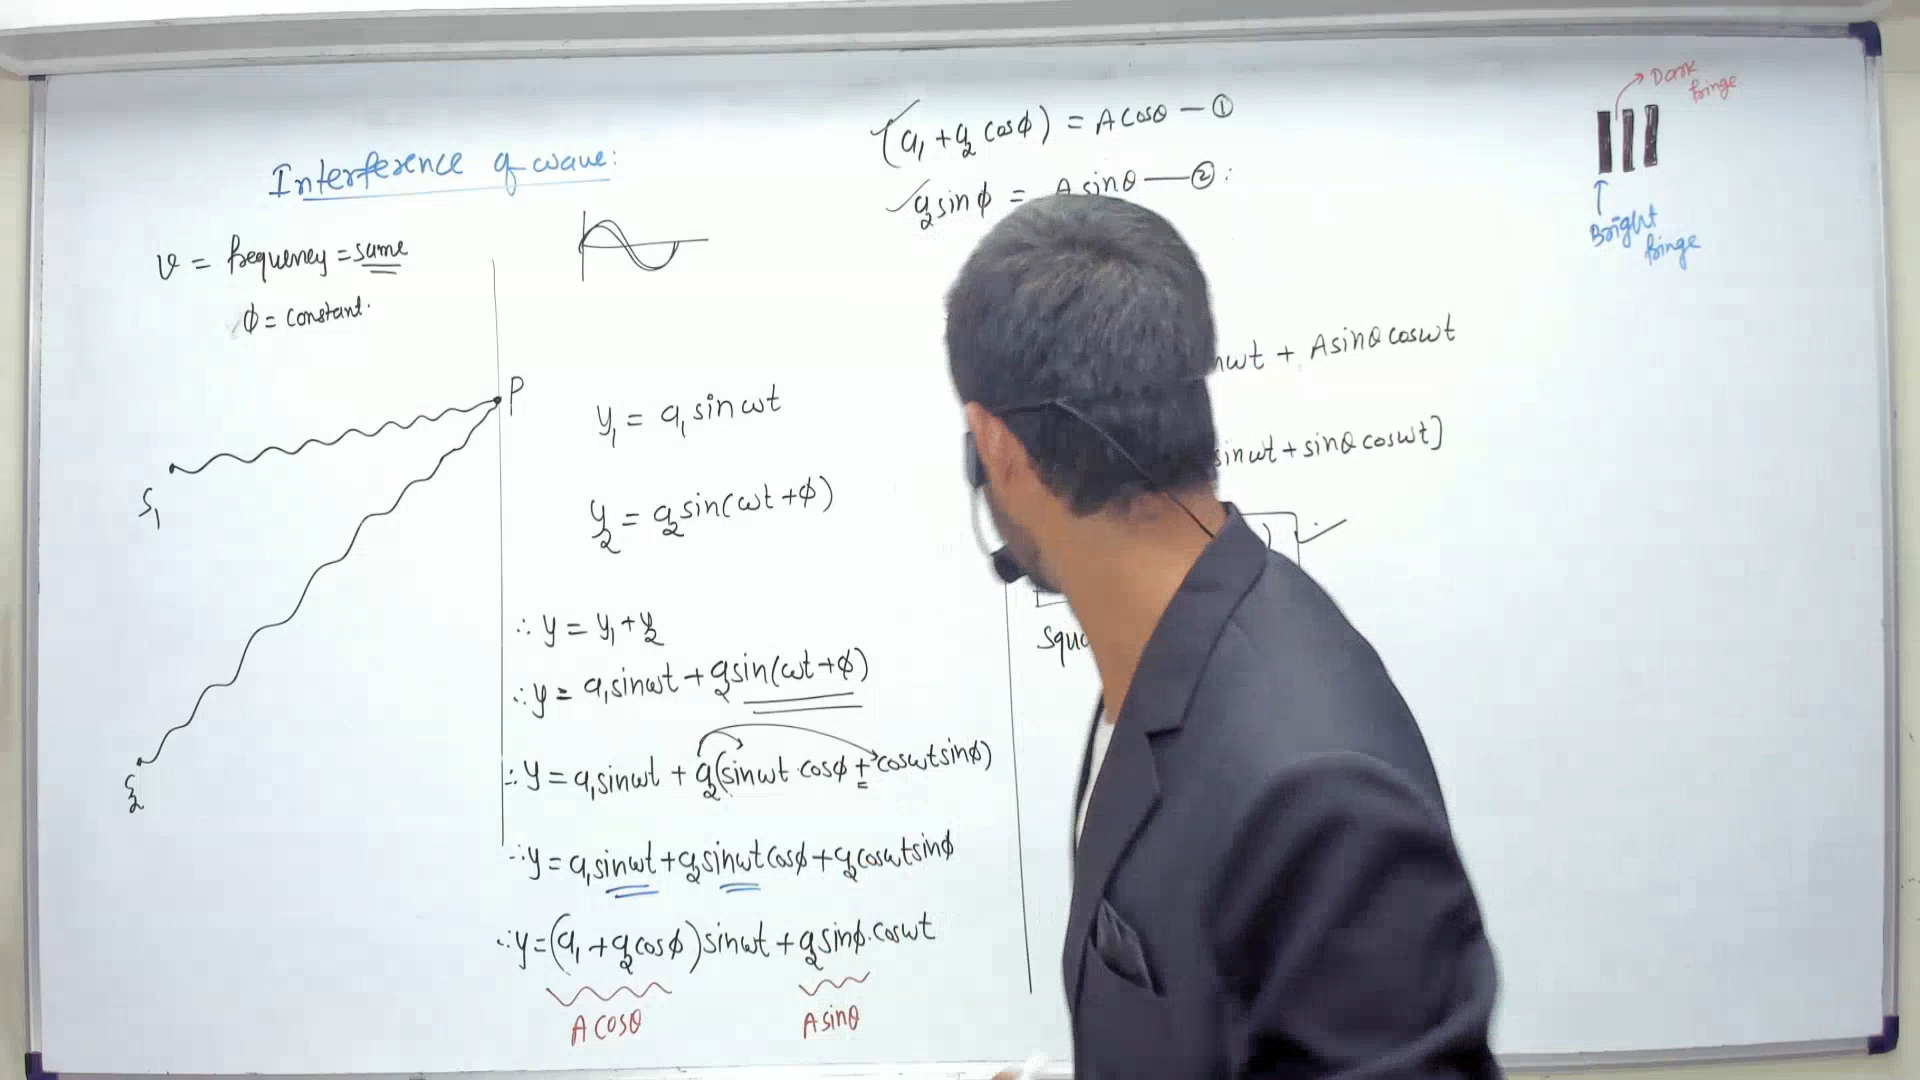 Interference of wave:
ν = frequency = same
φ = constant.
P
S₁
S₂
y₁ = a₁ sin ωt
y₂ = a₂ sin(ωt + φ)
∴ y = y₁ + y₂
∴ y = a₁ sin ωt + a₂ sin(ωt + φ)
∴ y = a₁ sin ωt + a₂(sin ωt · cos φ + cos ωt sin φ)
∴ y = a₁ sin ωt + a₂ sin ωt cos φ + a₂ cos ωt sin φ
∴ y = (a₁ + a₂ cos φ) sin ωt + a₂ sin φ · cos ωt
A cos θ
A sin θ
(a₁ + a₂ cos φ) = A cos θ — ①
a₂ sin φ = A sin θ — ② :
ωt + A sin θ cos ωt
sin ωt + sin θ cos ωt]
)
Dark
fringe
Bright
fringe